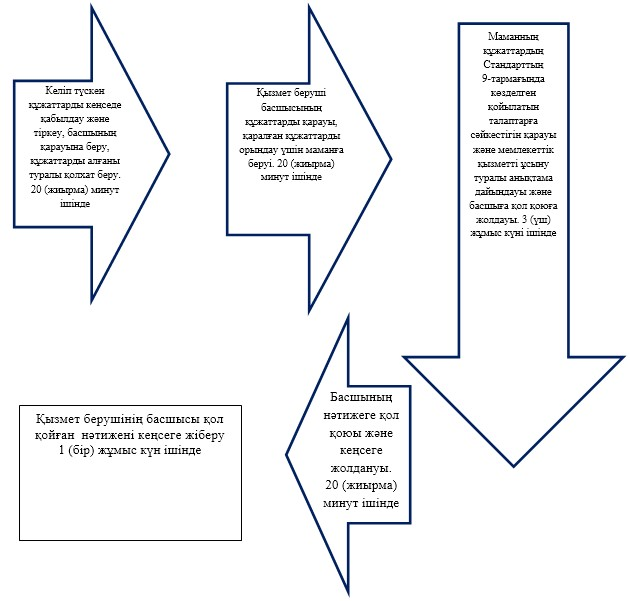 Келіп түскен
құжаттарды кеңседе
қабылдау және
тіркеу, басшының
қарауына беру,
құжаттарды алғаны
туралы қолхат беру.
20 (жиырма) минут
ішінде
Қызмет беруші
басшысының
құжаттарды қарауы,
қаралған құжаттарды
орындау үшін маманға
беруі. 20 (жиырма)
минут ішінде
Маманның
құжаттардың
Стандарттың
9-тармағында
көзделген
қойылатын
талаптарға
сәйкестігін қарауы
және мемлекеттік
қызметті ұсыну
туралы анықтама
дайындауы және
басшыға қол қоюға
жолдауы. 3 (үш)
жұмыс күні ішінде
Басшының
нәтижеге қол
қоюы және
кеңсеге
жолдануы.
20 (жиырма)
минут ішінде
Қызмет берушінің басшысы қол
қойған нәтижені кеңсеге жіберу
1 (бір) жұмыс күн ішінде